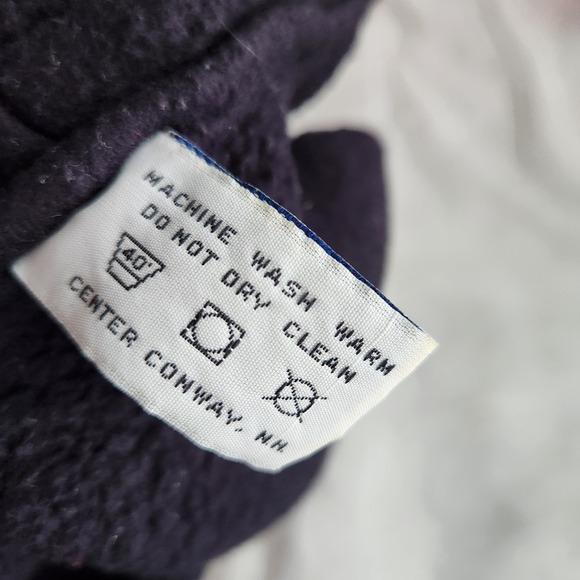 MACHINE WASH WARM
DO NOT DRY CLEAN
40°
CENTER CONWAY, NH